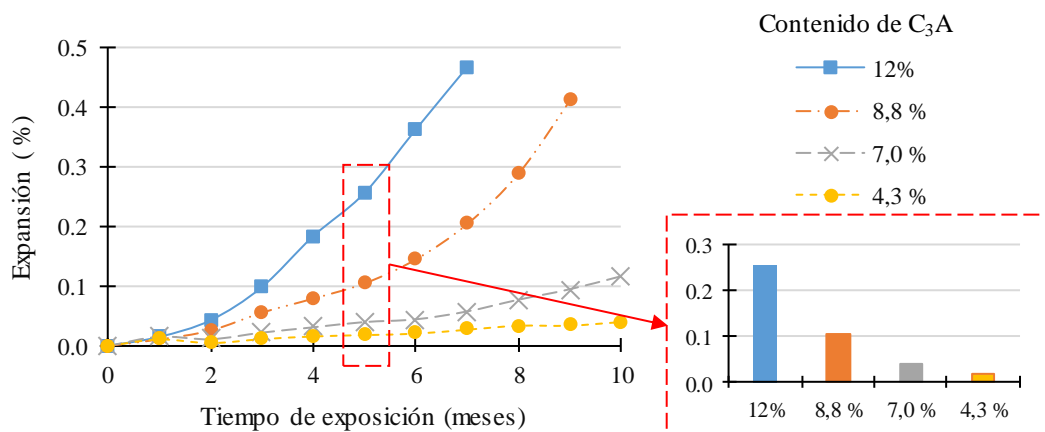 Contenido de C₃A
12%
8,8 %
7,0 %
4,3 %
Expansión ( %)
0.5
0.4
0.3
0.2
0.1
0.0
0 2 4 6 8 10
Tiempo de exposición (meses)
0.3
0.2
0.1
0.0
12% 8,8 % 7,0 % 4,3 %